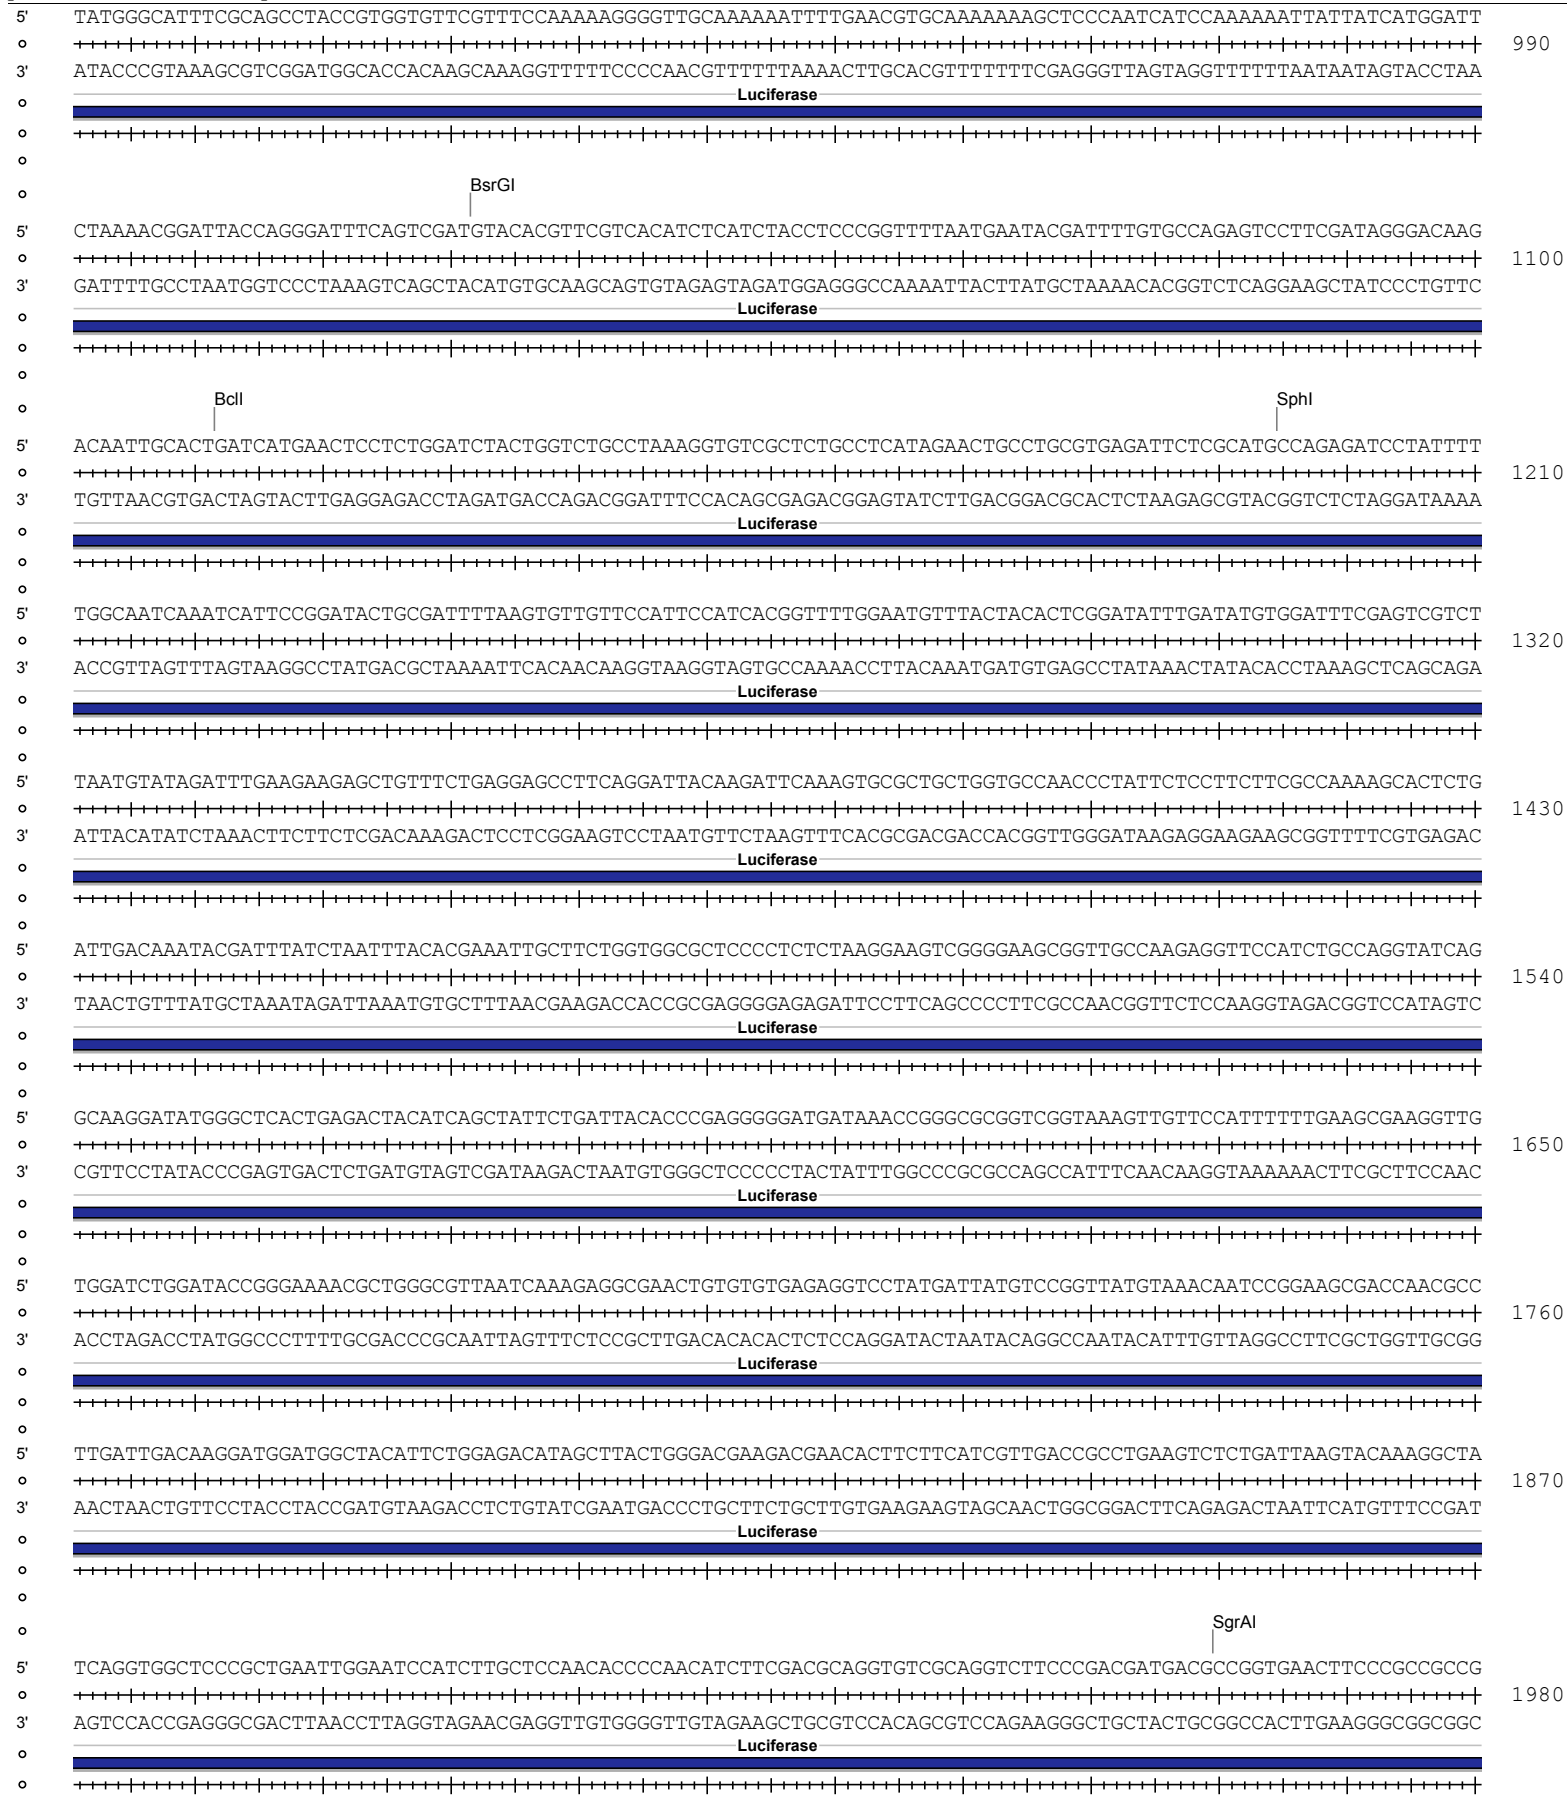 5' TATGGGCATTTCGCAGCCTACCGTGGTGTTCGTTTCCAAAAAGGGGTTGCAAAAAATTTTGAACGTGCAAAAAAAGCTCCCAATCATCCAAAAAATTATTATCATGGATT
990
3' ATACCCGTAAAGCGTCGGATGGCACCACAAGCAAAGGTTTTTCCCCAACGTTTTTTAAAACTTGCACGTTTTTTTCGAGGGTTAGTAGGTTTTTTAATAATAGTACCTAA
Luciferase
BsrGI
5' CTAAAACGGATTACCAGGGATTTCAGTCGATGTACACGTTCGTCACATCTCATCTACCTCCCGGTTTTAATGAATACGATTTTGTGCCAGAGTCCTTCGATAGGGACAAG
1100
3' GATTTTGCCTAATGGTCCCTAAAGTCAGCTACATGTGCAAGCAGTGTAGAGTAGATGGAGGGCCAAAATTACTTATGCTAAAACACGGTCTCAGGAAGCTATCCCTGTTC
Luciferase
BclI SphI
5' ACAATTGCACTGATCATGAACTCCTCTGGATCTACTGGTCTGCCTAAAGGTGTCGCTCTGCCTCATAGAACTGCCTGCGTGAGATTCTCGCATGCCAGAGATCCTATTTT
1210
3' TGTTAACGTGACTAGTACTTGAGGAGACCTAGATGACCAGACGGATTTCCACAGCGAGACGGAGTATCTTGACGGACGCACTCTAAGAGCGTACGGTCTCTAGGATAAAA
Luciferase
5' TGGCAATCAAATCATTCCGGATACTGCGATTTTAAGTGTTGTTCCATTCCATCACGGTTTTGGAATGTTTACTACACTCGGATATTTGATATGTGGATTTCGAGTCGTCT
1320
3' ACCGTTAGTTTAGTAAGGCCTATGACGCTAAAATTCACAACAAGGTAAGGTAGTGCCAAAACCTTACAAATGATGTGAGCCTATAAACTATACACCTAAAGCTCAGCAGA
Luciferase
5' TAATGTATAGATTTGAAGAAGAGCTGTTTCTGAGGAGCCTTCAGGATTACAAGATTCAAAGTGCGCTGCTGGTGCCAACCCTATTCTCCTTCTTCGCCAAAAGCACTCTG
1430
3' ATTACATATCTAAACTTCTTCTCGACAAAGACTCCTCGGAAGTCCTAATGTTCTAAGTTTCACGCGACGACCACGGTTGGGATAAGAGGAAGAAGCGGTTTTCGTGAGAC
Luciferase
5' ATTGACAAATACGATTTATCTAATTTACACGAAATTGCTTCTGGTGGCGCTCCCCTCTCTAAGGAAGTCGGGGAAGCGGTTGCCAAGAGGTTCCATCTGCCAGGTATCAG
1540
3' TAACTGTTTATGCTAAATAGATTAAATGTGCTTTAACGAAGACCACCGCGAGGGGAGAGATTCCTTCAGCCCCTTCGCCAACGGTTCTCCAAGGTAGACGGTCCATAGTC
Luciferase
5' GCAAGGATATGGGCTCACTGAGACTACATCAGCTATTCTGATTACACCCGAGGGGGATGATAAACCGGGCGCGGTCGGTAAAGTTGTTCCATTTTTTGAAGCGAAGGTTG
1650
3' CGTTCCTATACCCGAGTGACTCTGATGTAGTCGATAAGACTAATGTGGGCTCCCCCTACTATTTGGCCCGCGCCAGCCATTTCAACAAGGTAAAAAACTTCGCTTCCAAC
Luciferase
5' TGGATCTGGATACCGGGAAAACGCTGGGCGTTAATCAAAGAGGCGAACTGTGTGTGAGAGGTCCTATGATTATGTCCGGTTATGTAAACAATCCGGAAGCGACCAACGCC
1760
3' ACCTAGACCTATGGCCCTTTTGCGACCCGCAATTAGTTTCTCCGCTTGACACACACTCTCCAGGATACTAATACAGGCCAATACATTTGTTAGGCCTTCGCTGGTTGCGG
Luciferase
5' TTGATTGACAAGGATGGATGGCTACATTCTGGAGACATAGCTTACTGGGACGAAGACGAACACTTCTTCATCGTTGACCGCCTGAAGTCTCTGATTAAGTACAAAGGCTA
1870
3' AACTAACTGTTCCTACCTACCGATGTAAGACCTCTGTATCGAATGACCCTGCTTCTGCTTGTGAAGAAGTAGCAACTGGCGGACTTCAGAGACTAATTCATGTTTCCGAT
Luciferase
SgrAI
5' TCAGGTGGCTCCCGCTGAATTGGAATCCATCTTGCTCCAACACCCCAACATCTTCGACGCAGGTGTCGCAGGTCTTCCCGACGATGACGCCGGTGAACTTCCCGCCGCCG
1980
3' AGTCCACCGAGGGCGACTTAACCTTAGGTAGAACGAGGTTGTGGGGTTGTAGAAGCTGCGTCCACAGCGTCCAGAAGGGCTGCTACTGCGGCCACTTGAAGGGCGGCGGC
Luciferase